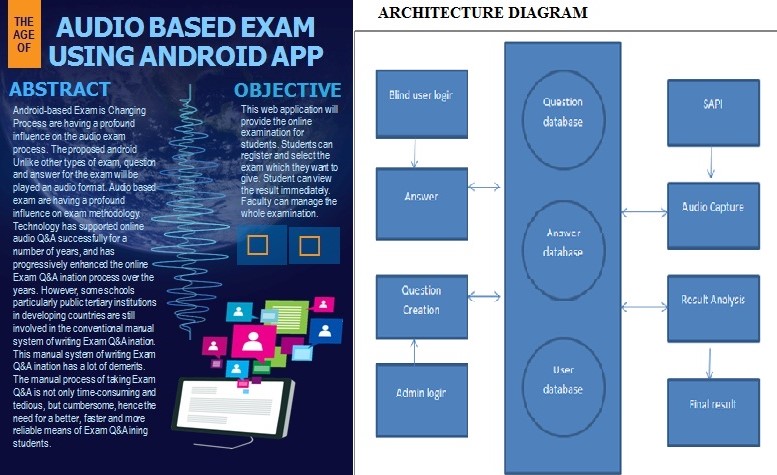 THE
AGE
OF
AUDIO BASED EXAM
USING ANDROID APP
ABSTRACT
Android-based Exam is Changing
Process are having a profound
influence on the audio exam
process. The proposed android
Unlike other types of exam, question
and answer for the exam will be
played an audio format. Audio based
exam are having a profound
influence on exam methodology.
Technology has supported online
audio Q&A successfully for a
number of years, and has
progressively enhanced the online
Exam Q&A ination process over the
years. However, some schools
particularly public tertiary institutions
in developing countries are still
involved in the conventional manual
system of writing Exam Q&A ination.
This manual system of writing Exam
Q&A ination has a lot of demerits.
The manual process of taking Exam
Q&A is not only time-consuming and
tedious, but cumbersome, hence the
need for a better, faster and more
reliable means of Exam Q&A ining
students.
OBJECTIVE
This web application will
provide the online
examination for
students. Students can
register and select the
exam which they want to
give. Student can view
the result immediately.
Faculty can manage the
whole examination.
ARCHITECTURE DIAGRAM
Blind user login
Answer
Question
Creation
Admin login
Question
database
Answer
database
User
database
SAPI
Audio Capture
Result Analysis
Final result